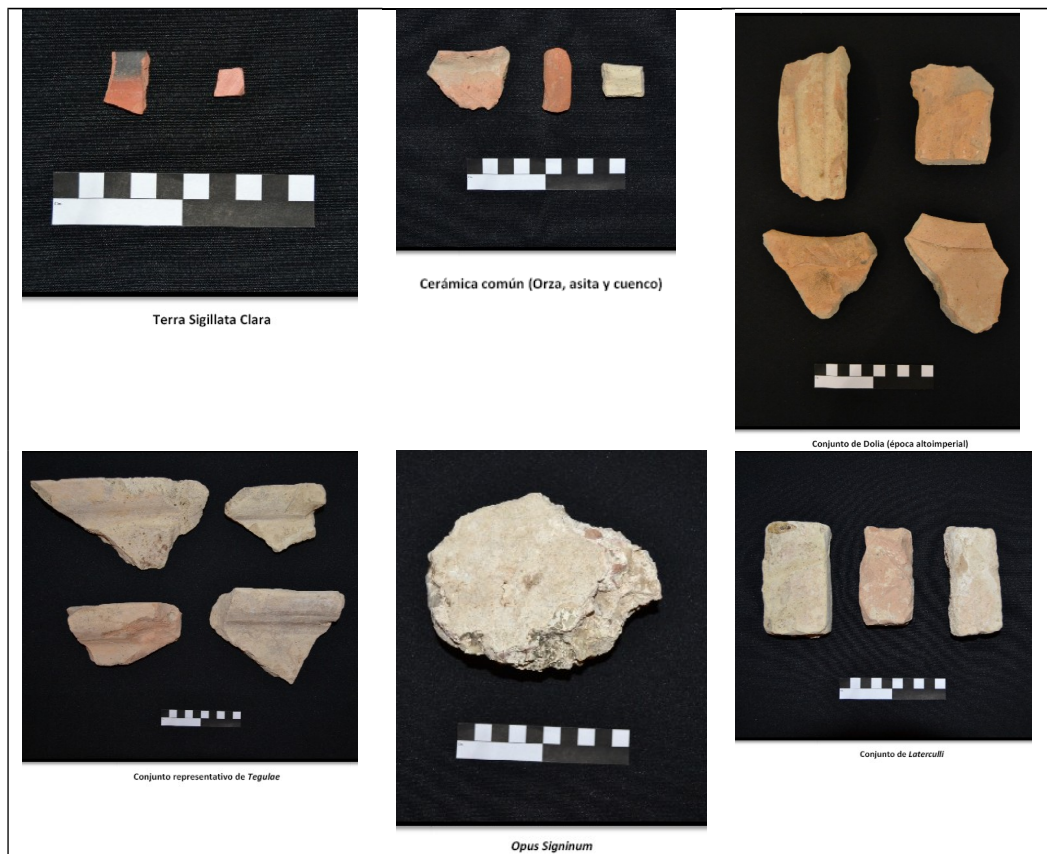 Terra Sigillata Clara
Cerámica común (Orza, asita y cuenco)
Conjunto de Dolia (época altoimperial)
Conjunto representativo de Tegulae
Opus Signinum
Conjunto de Laterculli